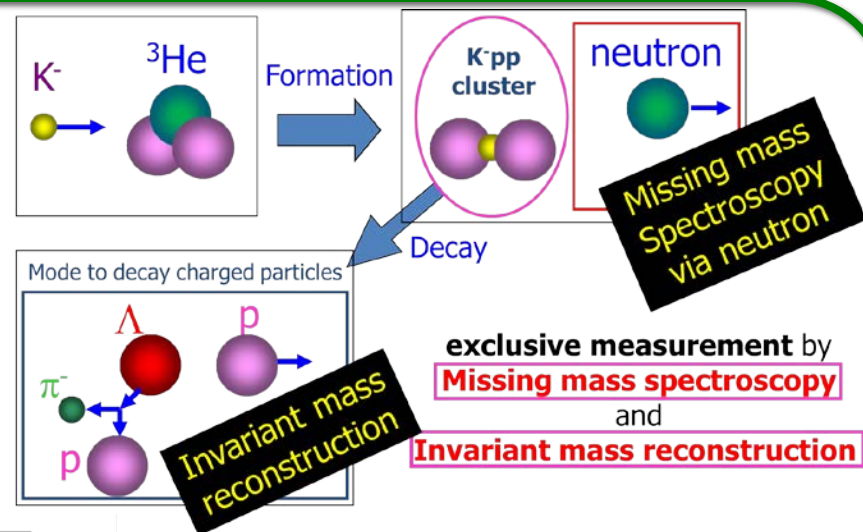 K⁻
³He
Formation
K⁻pp
cluster
neutron
Missing mass
Spectroscopy
via neutron
Decay
Mode to decay charged particles
Λ
p
π⁻
p
Invariant mass
reconstruction
exclusive measurement by
Missing mass spectroscopy
and
Invariant mass reconstruction